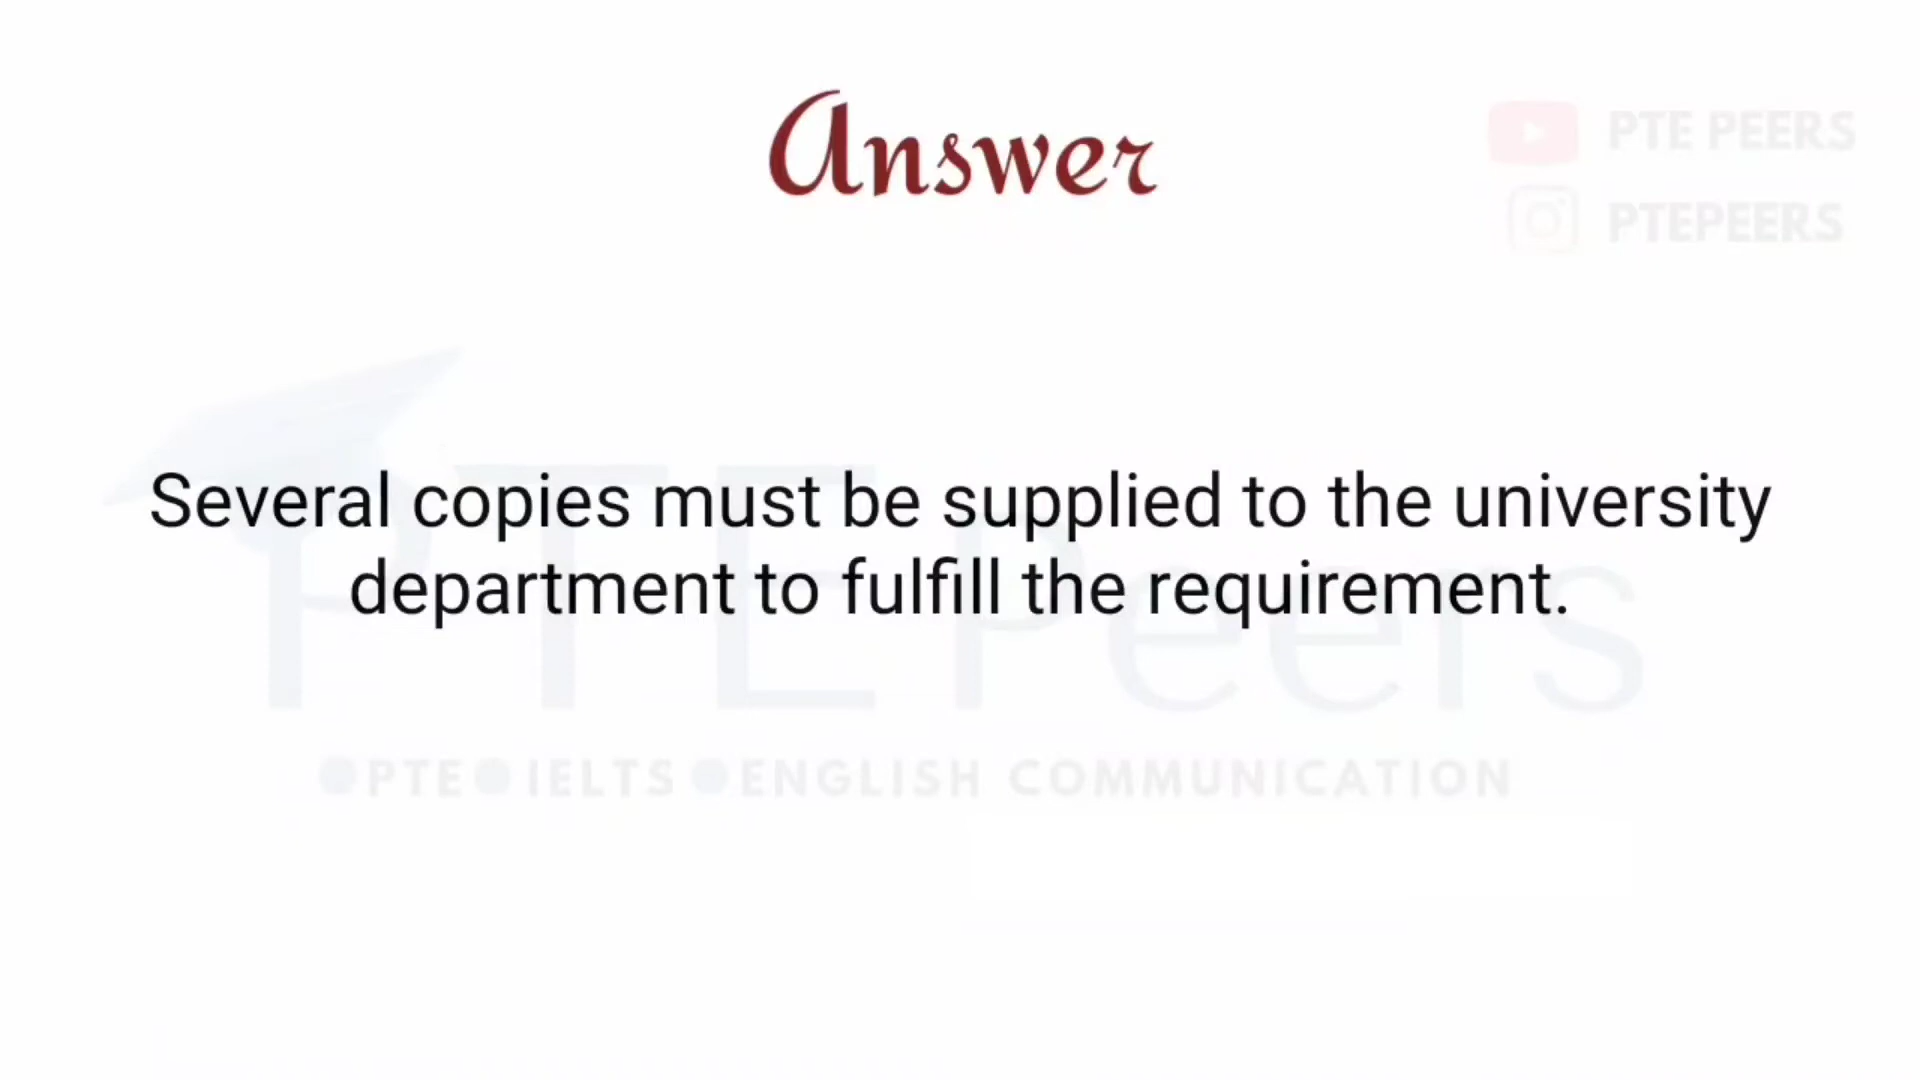 Answer
PTE PEERS
PTEPEERS
Several copies must be supplied to the university
department to fulfill the requirement.
PTE Peers
PTE IELTS ENGLISH COMMUNICATION